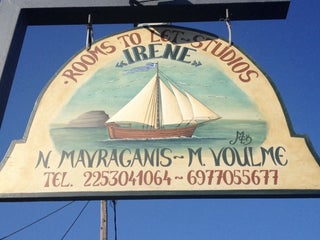 ·ROOMS TO LET~STUDIOS·
"IRENE"
N. MAVRAGANIS~M. VOULME
TEL. 2253041064~6977055677